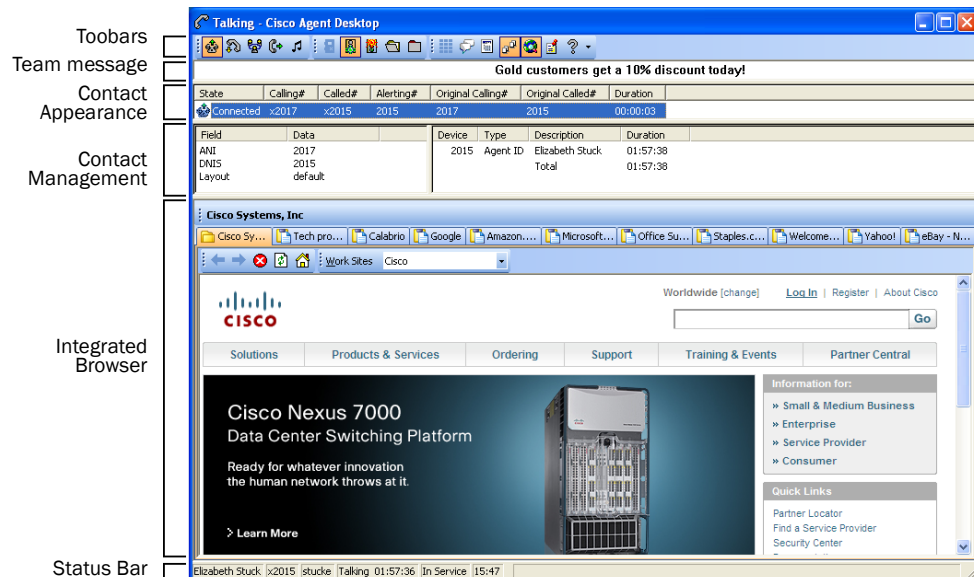 Talking - Cisco Agent Desktop
Toobars
Team message
Gold customers get a 10% discount today!
Contact Appearance
State Calling# Called# Alerting# Original Calling# Original Called# Duration
Connected x2017 x2015 2015 2017 2015 00:00:03
Contact Management
Field Data
ANI 2017
DNIS 2015
Layout default
Device Type Description Duration
2015 Agent ID Elizabeth Stuck 01:57:38
Total 01:57:38
Integrated Browser
Cisco Systems, Inc
Cisco Sy... Tech pro... Calabrio Google Amazon.... Microsoft... Office Su... Staples.c... Welcome... Yahoo! eBay - N...
Work Sites Cisco
Worldwide [change] Log In | Register | About Cisco
CISCO
Go
Solutions Products & Services Ordering Support Training & Events Partner Central
Cisco Nexus 7000
Data Center Switching Platform
Ready for whatever innovation
the human network throws at it.
> Learn More
Information for:
» Small & Medium Business
» Enterprise
» Service Provider
» Consumer
Quick Links
Partner Locator
Find a Service Provider
Security Center
Status Bar
Elizabeth Stuck x2015 stucke Talking 01:57:36 In Service 15:47